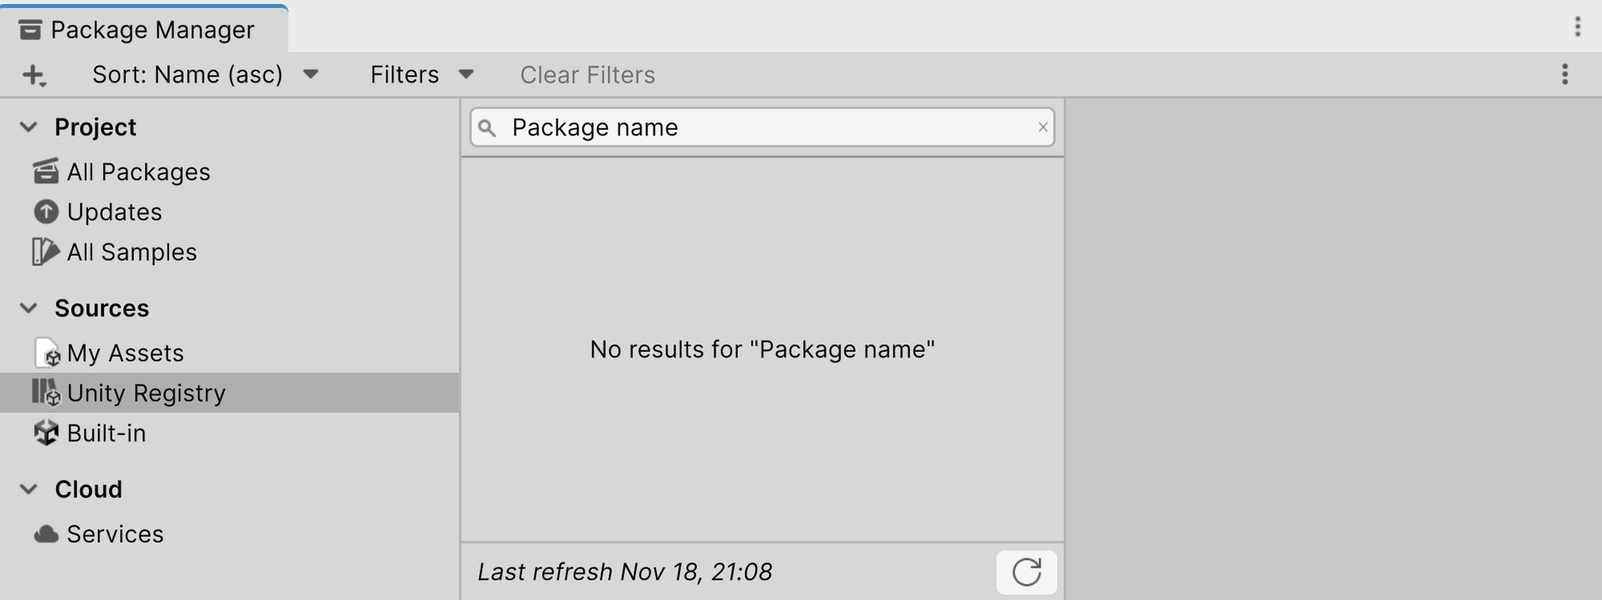 Package Manager
Sort: Name (asc) Filters Clear Filters
Project
All Packages
Updates
All Samples
Sources
My Assets
Unity Registry
Built-in
Cloud
Services
Package name
No results for "Package name"
Last refresh Nov 18, 21:08